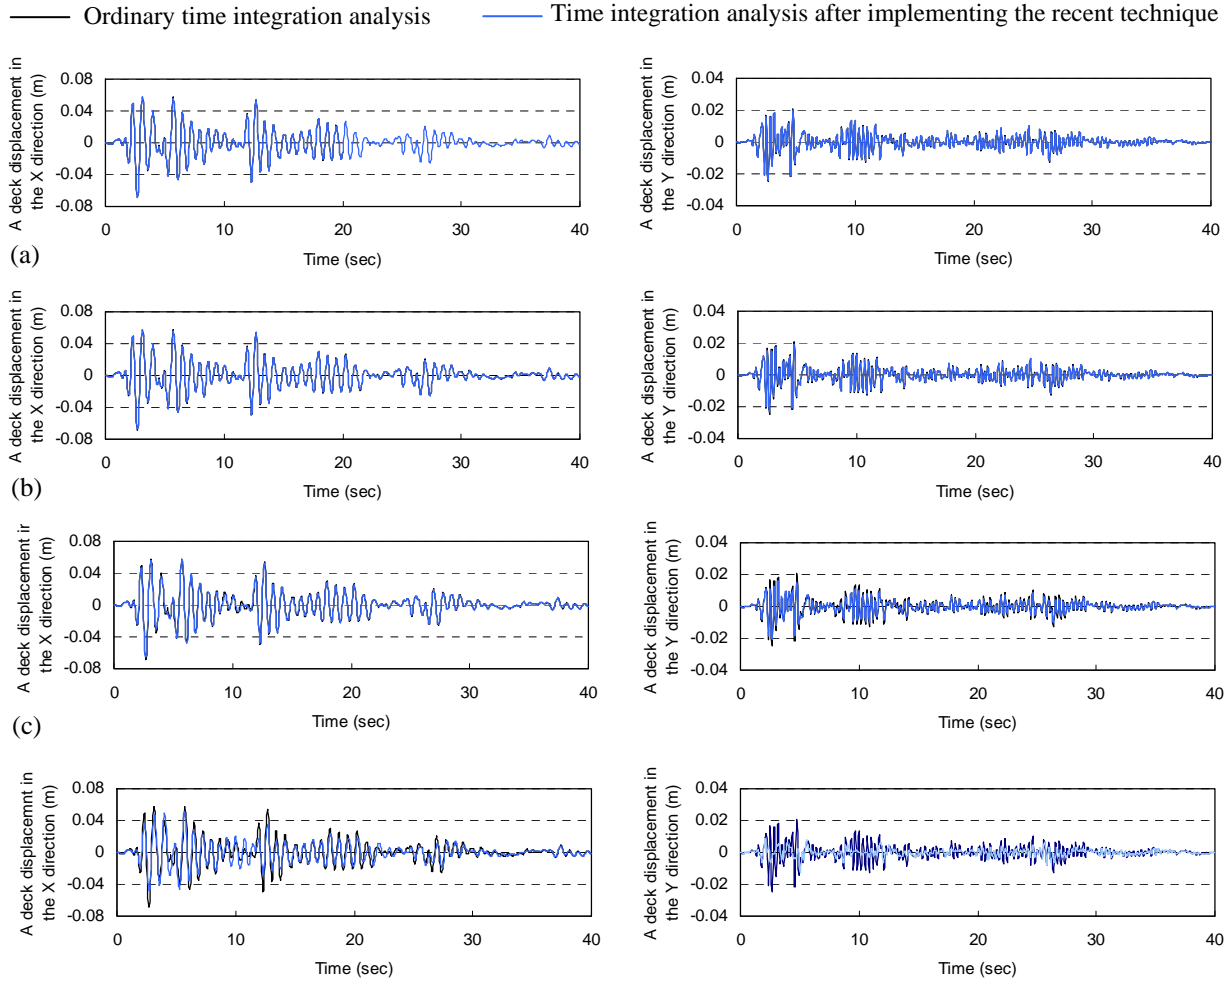 Ordinary time integration analysis
Time integration analysis after implementing the recent technique
A deck displacement in
the X direction (m)
0.08
0.04
0
-0.04
-0.08
0 10 20 30 40
Time (sec)
A deck displacement in
the Y direction (m)
0.04
0.02
0
-0.02
-0.04
0 10 20 30 40
Time (sec)
(a)
A deck displacement in
the X direction (m)
0.08
0.04
0
-0.04
-0.08
0 10 20 30 40
Time (sec)
A deck displacement in
the Y direction (m)
0.04
0.02
0
-0.02
-0.04
0 10 20 30 40
Time (sec)
(b)
A deck displacement ir
the X direction (m)
0.08
0.04
0
-0.04
-0.08
0 10 20 30 40
Time (sec)
A deck displacement in
the Y direction (m)
0.04
0.02
0
-0.02
-0.04
0 10 20 30 40
Time (sec)
(c)
A deck displacemnt in
the X direction (m)
0.08
0.04
0
-0.04
-0.08
0 10 20 30 40
Time (sec)
A deck displacement in
the Y direction (m)
0.04
0.02
0
-0.02
-0.04
0 10 20 30 40
Time (sec)